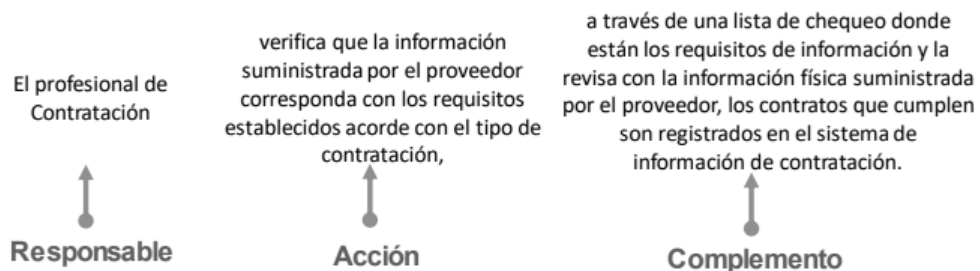 El profesional de
Contratación
verifica que la información
suministrada por el proveedor
corresponda con los requisitos
establecidos acorde con el tipo de
contratación,
a través de una lista de chequeo donde
están los requisitos de información y la
revisa con la información física suministrada
por el proveedor, los contratos que cumplen
son registrados en el sistema de
información de contratación.
Responsable
Acción
Complemento